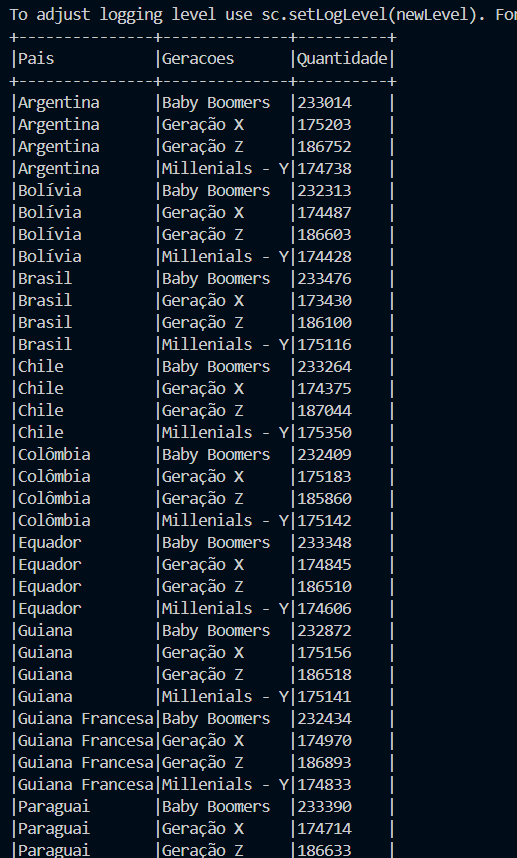 To adjust logging level use sc.setLogLevel(newLevel). For
+---------------+--------------+----------+
|Pais           |Geracoes      |Quantidade|
+---------------+--------------+----------+
|Argentina      |Baby Boomers  |233014    |
|Argentina      |Geração X     |175203    |
|Argentina      |Geração Z     |186752    |
|Argentina      |Millenials - Y|174738    |
|Bolívia        |Baby Boomers  |232313    |
|Bolívia        |Geração X     |174487    |
|Bolívia        |Geração Z     |186603    |
|Bolívia        |Millenials - Y|174428    |
|Brasil         |Baby Boomers  |233476    |
|Brasil         |Geração X     |173430    |
|Brasil         |Geração Z     |186100    |
|Brasil         |Millenials - Y|175116    |
|Chile          |Baby Boomers  |233264    |
|Chile          |Geração X     |174375    |
|Chile          |Geração Z     |187044    |
|Chile          |Millenials - Y|175350    |
|Colômbia       |Baby Boomers  |232409    |
|Colômbia       |Geração X     |175183    |
|Colômbia       |Geração Z     |185860    |
|Colômbia       |Millenials - Y|175142    |
|Equador        |Baby Boomers  |233348    |
|Equador        |Geração X     |174845    |
|Equador        |Geração Z     |186510    |
|Equador        |Millenials - Y|174606    |
|Guiana         |Baby Boomers  |232872    |
|Guiana         |Geração X     |175156    |
|Guiana         |Geração Z     |186518    |
|Guiana         |Millenials - Y|175141    |
|Guiana Francesa|Baby Boomers  |232434    |
|Guiana Francesa|Geração X     |174970    |
|Guiana Francesa|Geração Z     |186893    |
|Guiana Francesa|Millenials - Y|174833    |
|Paraguai       |Baby Boomers  |233390    |
|Paraguai       |Geração X     |174714    |
|Paraguai       |Geração Z     |186633    |